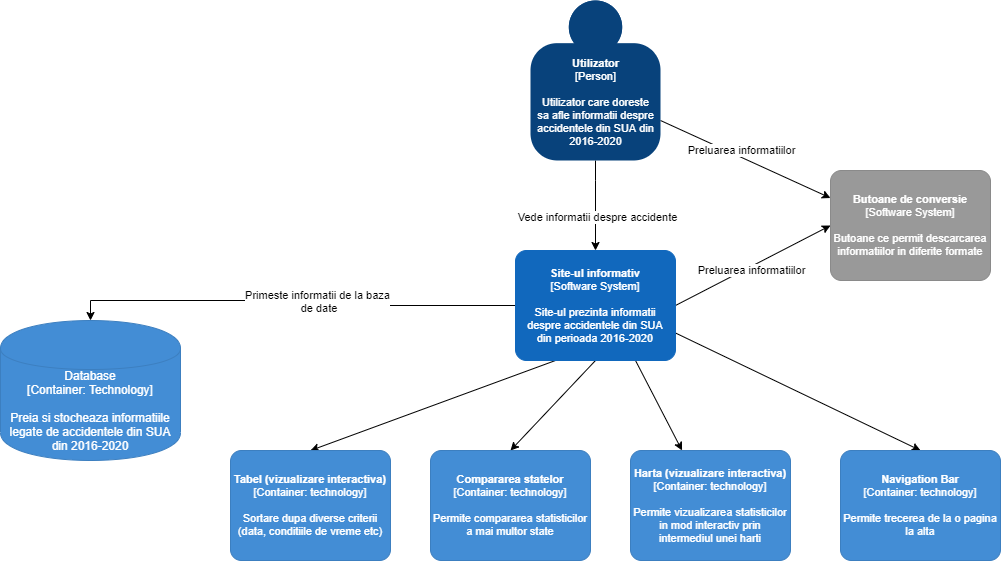 Utilizator
[Person]
Utilizator care doreste
sa afle informatii despre
accidentele din SUA din
2016-2020
Preluarea informatiilor
Butoane de conversie
[Software System]
Butoane ce permit descarcarea
informatiilor in diferite formate
Vede informatii despre accidente
Preluarea informatiilor
Site-ul informativ
[Software System]
Site-ul prezinta informatii
despre accidentele din SUA
din perioada 2016-2020
Primeste informatii de la baza
de date
Database
[Container: Technology]
Preia si stocheaza informatiile
legate de accidentele din SUA
din 2016-2020
Tabel (vizualizare interactiva)
[Container: technology]
Sortare dupa diverse criterii
(data, conditiile de vreme etc)
Compararea statelor
[Container: technology]
Permite compararea statisticilor
a mai multor state
Harta (vizualizare interactiva)
[Container: technology]
Permite vizualizarea statisticilor
in mod interactiv prin
intermediul unei harti
Navigation Bar
[Container: technology]
Permite trecerea de la o pagina
la alta